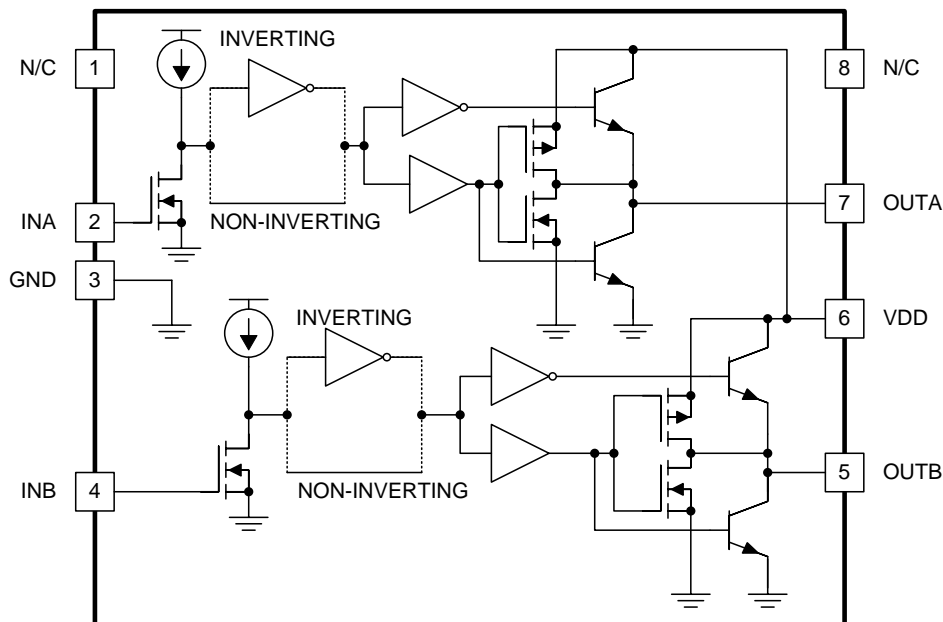 INVERTING
N/C 1
8 N/C
INA 2
7 OUTA
NON-INVERTING
GND 3
INVERTING
6 VDD
INB 4
5 OUTB
NON-INVERTING